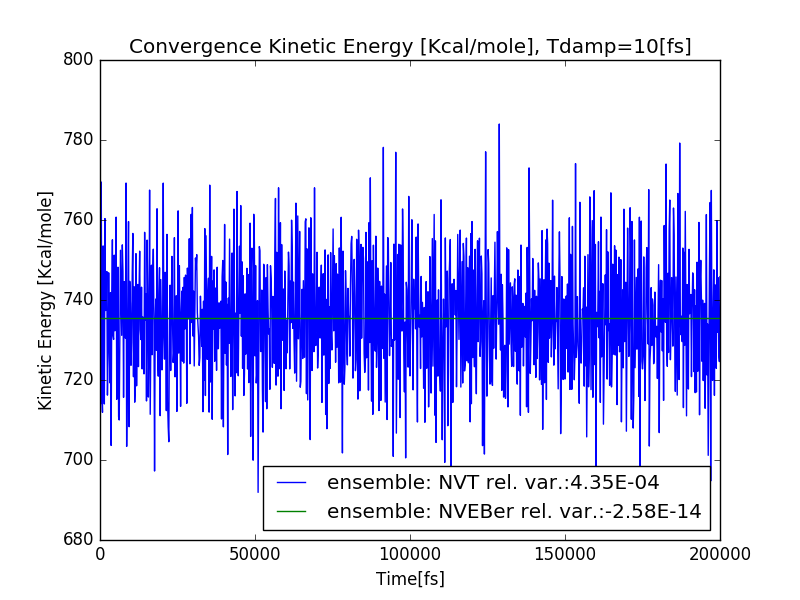 Convergence Kinetic Energy [Kcal/mole], Tdamp=10[fs]
800
780
760
740
720
700
680
Kinetic Energy [Kcal/mole]
ensemble: NVT rel. var.:4.35E-04
ensemble: NVEBer rel. var.:-2.58E-14
0 50000 100000 150000 200000
Time[fs]